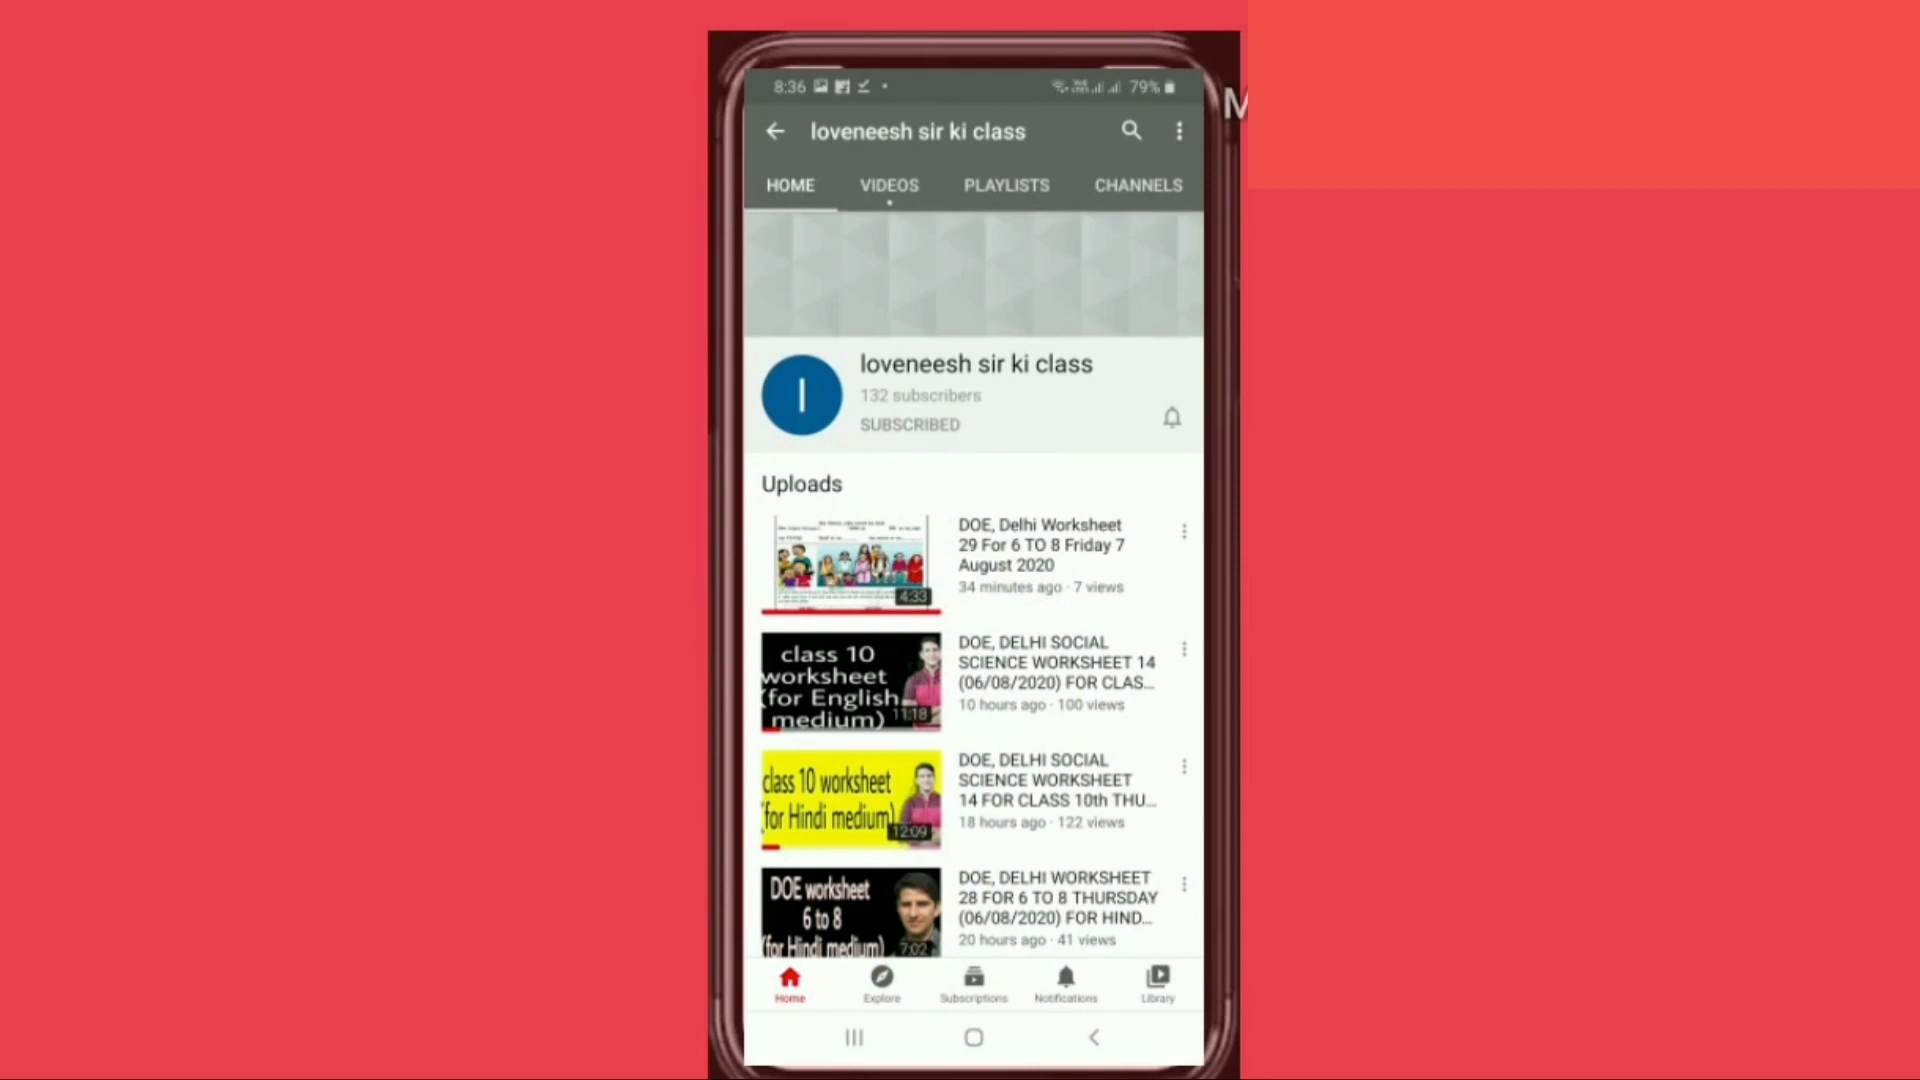 8:36
79%
M
loveneesh sir ki class
HOME VIDEOS PLAYLISTS CHANNELS
loveneesh sir ki class
132 subscribers
SUBSCRIBED
Uploads
4:33
DOE, Delhi Worksheet
29 For 6 TO 8 Friday 7
August 2020
34 minutes ago · 7 views
class 10
worksheet
(for English
medium)
11:18
DOE, DELHI SOCIAL
SCIENCE WORKSHEET 14
(06/08/2020) FOR CLAS...
10 hours ago · 100 views
class 10 worksheet
(for Hindi medium)
12:09
DOE, DELHI SOCIAL
SCIENCE WORKSHEET
14 FOR CLASS 10th THU...
18 hours ago · 122 views
DOE worksheet
6 to 8
(for Hindi medium)
7:02
DOE, DELHI WORKSHEET
28 FOR 6 TO 8 THURSDAY
(06/08/2020) FOR HIND...
20 hours ago · 41 views
Home Explore Subscriptions Notifications Library